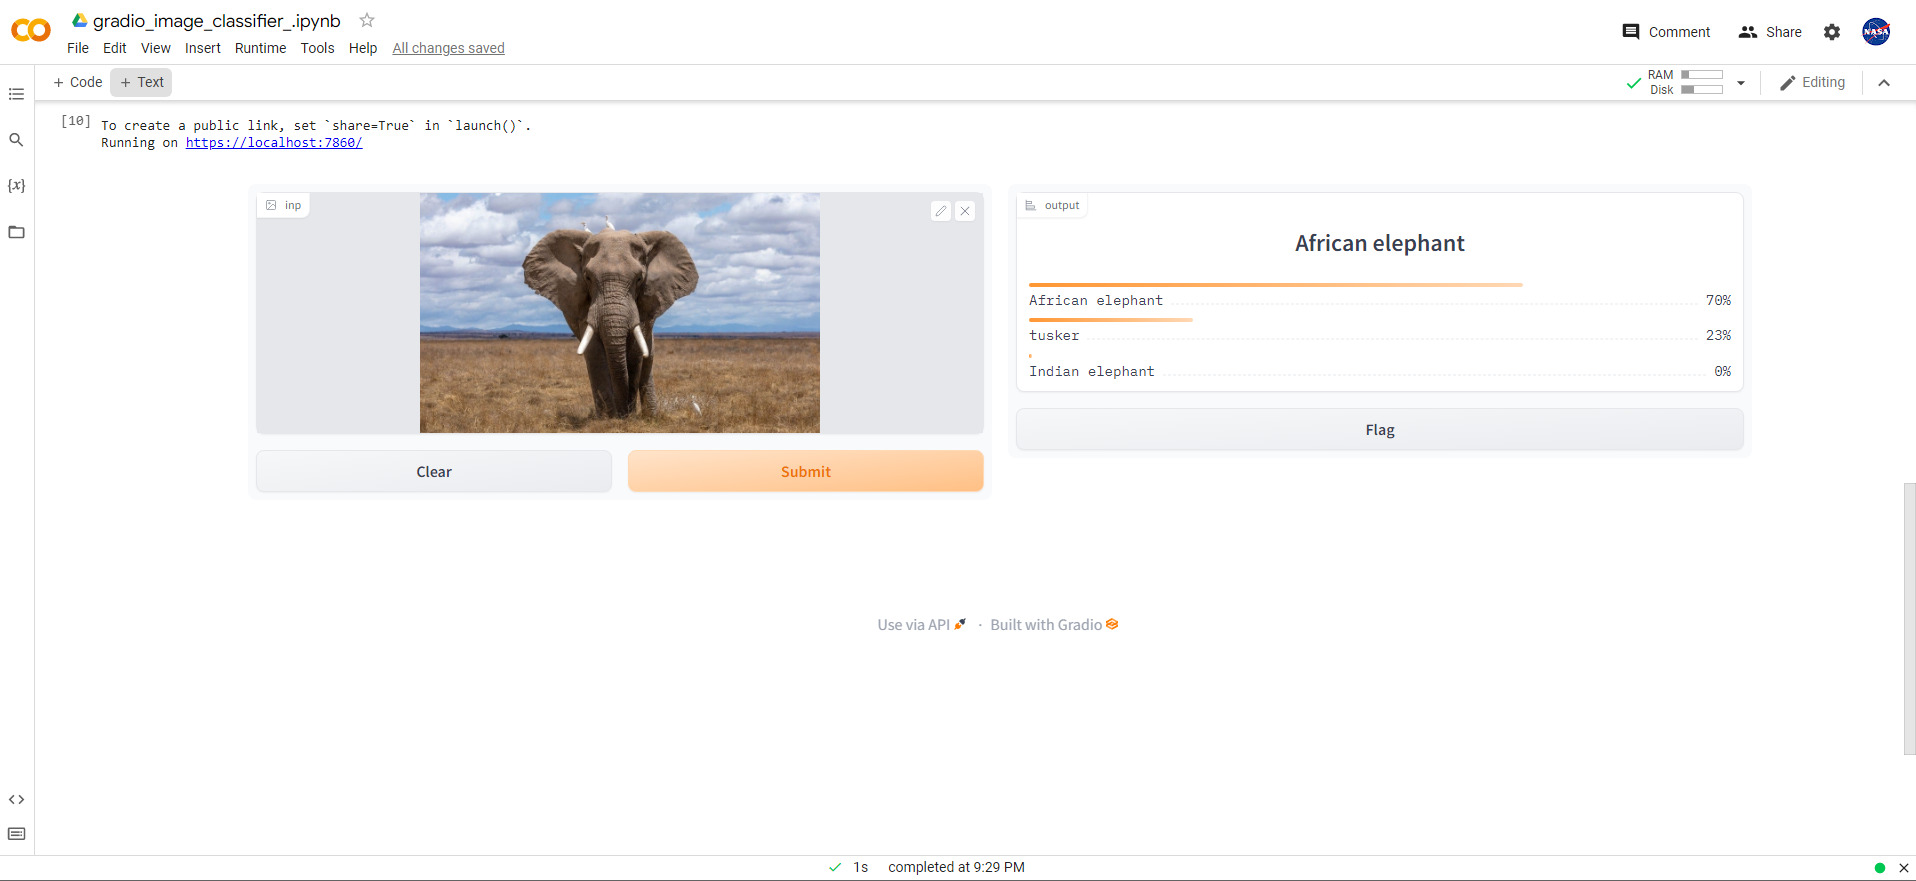 gradio_image_classifier_.ipynb
File Edit View Insert Runtime Tools Help All changes saved
Comment Share NASA
+ Code + Text
RAM
Disk
Editing
[10] To create a public link, set `share=True` in `launch()`.
Running on https://localhost:7860/
{x}
inp
Clear Submit
output
African elephant
African elephant 70%
tusker 23%
Indian elephant 0%
Flag
Use via API · Built with Gradio
1s completed at 9:29 PM